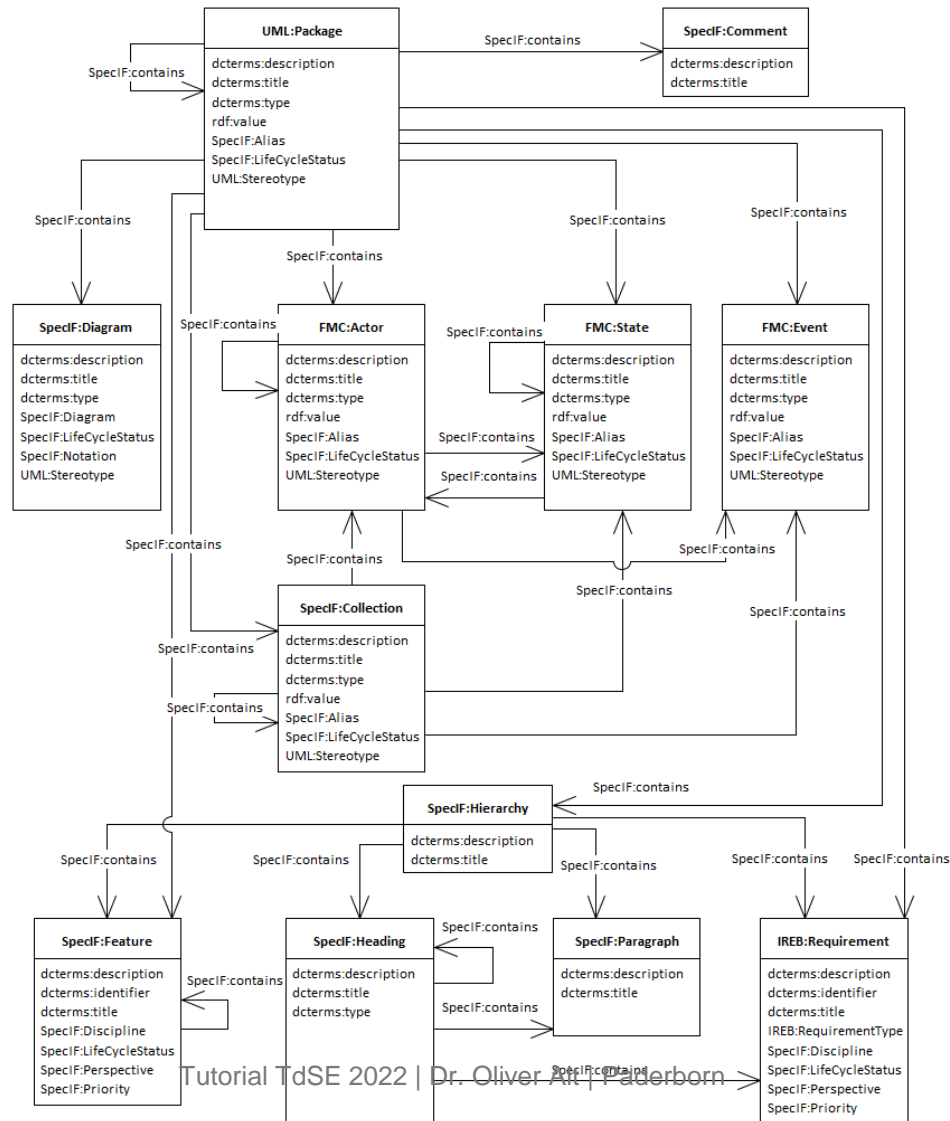 UML:Package
dcterms:description
dcterms:title
dcterms:type
rdf:value
SpecIF:Alias
SpecIF:LifeCycleStatus
UML:Stereotype
SpecIF:contains
SpecIF:contains
SpecIF:Comment
dcterms:description
dcterms:title
SpecIF:contains
SpecIF:contains
SpecIF:contains
SpecIF:contains
SpecIF:Diagram
dcterms:description
dcterms:title
dcterms:type
SpecIF:Diagram
SpecIF:LifeCycleStatus
SpecIF:Notation
UML:Stereotype
SpecIF:contains
FMC:Actor
dcterms:description
dcterms:title
dcterms:type
rdf:value
SpecIF:Alias
SpecIF:LifeCycleStatus
UML:Stereotype
SpecIF:contains
SpecIF:contains
SpecIF:contains
FMC:State
dcterms:description
dcterms:title
dcterms:type
rdf:value
SpecIF:Alias
SpecIF:LifeCycleStatus
UML:Stereotype
FMC:Event
dcterms:description
dcterms:title
dcterms:type
rdf:value
SpecIF:Alias
SpecIF:LifeCycleStatus
UML:Stereotype
SpecIF:contains
SpecIF:contains
SpecIF:contains
SpecIF:contains
SpecIF:contains
SpecIF:contains
SpecIF:contains
SpecIF:Collection
dcterms:description
dcterms:title
dcterms:type
rdf:value
SpecIF:Alias
SpecIF:LifeCycleStatus
UML:Stereotype
SpecIF:contains
SpecIF:contains
SpecIF:Hierarchy
dcterms:description
dcterms:title
SpecIF:contains
SpecIF:contains
SpecIF:contains
SpecIF:contains
SpecIF:contains
SpecIF:Feature
dcterms:description
dcterms:identifier
dcterms:title
SpecIF:Discipline
SpecIF:LifeCycleStatus
SpecIF:Perspective
SpecIF:Priority
SpecIF:contains
SpecIF:Heading
dcterms:description
dcterms:title
dcterms:type
SpecIF:contains
SpecIF:contains
SpecIF:Paragraph
dcterms:description
dcterms:title
IREB:Requirement
dcterms:description
dcterms:identifier
dcterms:title
IREB:RequirementType
SpecIF:Discipline
SpecIF:LifeCycleStatus
SpecIF:Perspective
SpecIF:Priority
SpecIF:contains
Tutorial TdSE 2022 | Dr. Oliver Alt | Paderborn